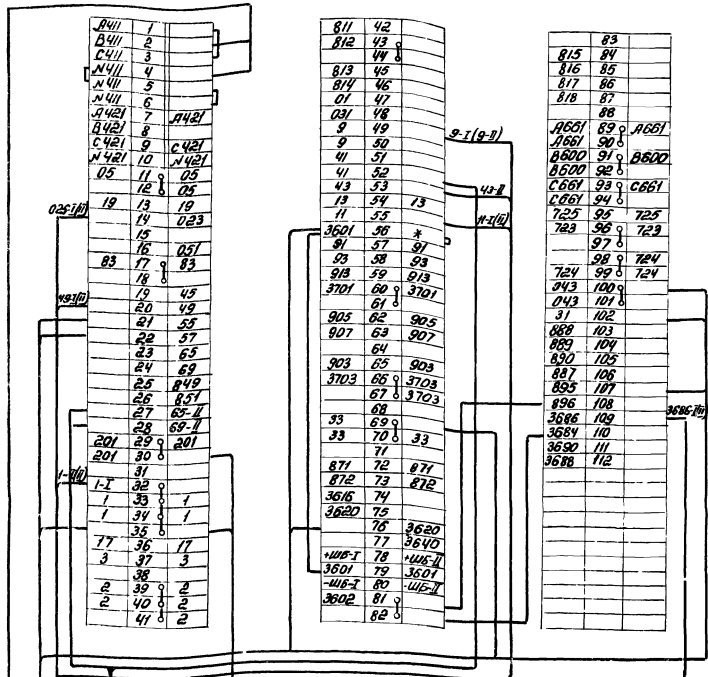 A411 1
B411 2
C411 3
N411 4
N411 5
N411 6
A421 7 A421
B421 8
C421 9 C421
N421 10 N421
05 11 05
12 05
19 13 19
14 023
15
16 051
83 17 83
18
19 45
20 49
21 55
22 57
23 65
24 69
25 849
26 851
27 65-II
28 69-II
201 29 201
201 30
31
1-I 32
1 33 1
1 34 1
35
17 36 17
3 37 3
38
2 39 2
2 40 2
41 2
025-I(II)
49-I(II)
1-II(II)
811 42
812 43
44
813 45
814 46
01 47
031 48
9 49
9 50
41 51
41 52
43 53
13 54 13
11 55
3601 56 *
91 57 91
93 58 93
913 59 913
3701 60 3701
61
905 62 905
907 63 907
64
903 65 903
3703 66 3703
67 3703
68
33 69
33 70 33
71
871 72 871
872 73 872
3616 74
3620 75
76 3620
77 3640
+ШБ-I 78 +ШБ-II
3601 79 3601
-ШБ-I 80 -ШБ-II
3602 81
82
9-I(9-II)
43-II
11-I(II)
83
815 84
816 85
817 86
818 87
88
A661 89 A661
A661 90
B600 91 B600
B600 92
C661 93 C661
C661 94
725 95 725
723 96 723
97
98 724
724 99 724
043 100
043 101
31 102
888 103
889 104
890 105
887 106
895 107
896 108
3686 109
3684 110
3690 111
3688 112
3686-I(II)